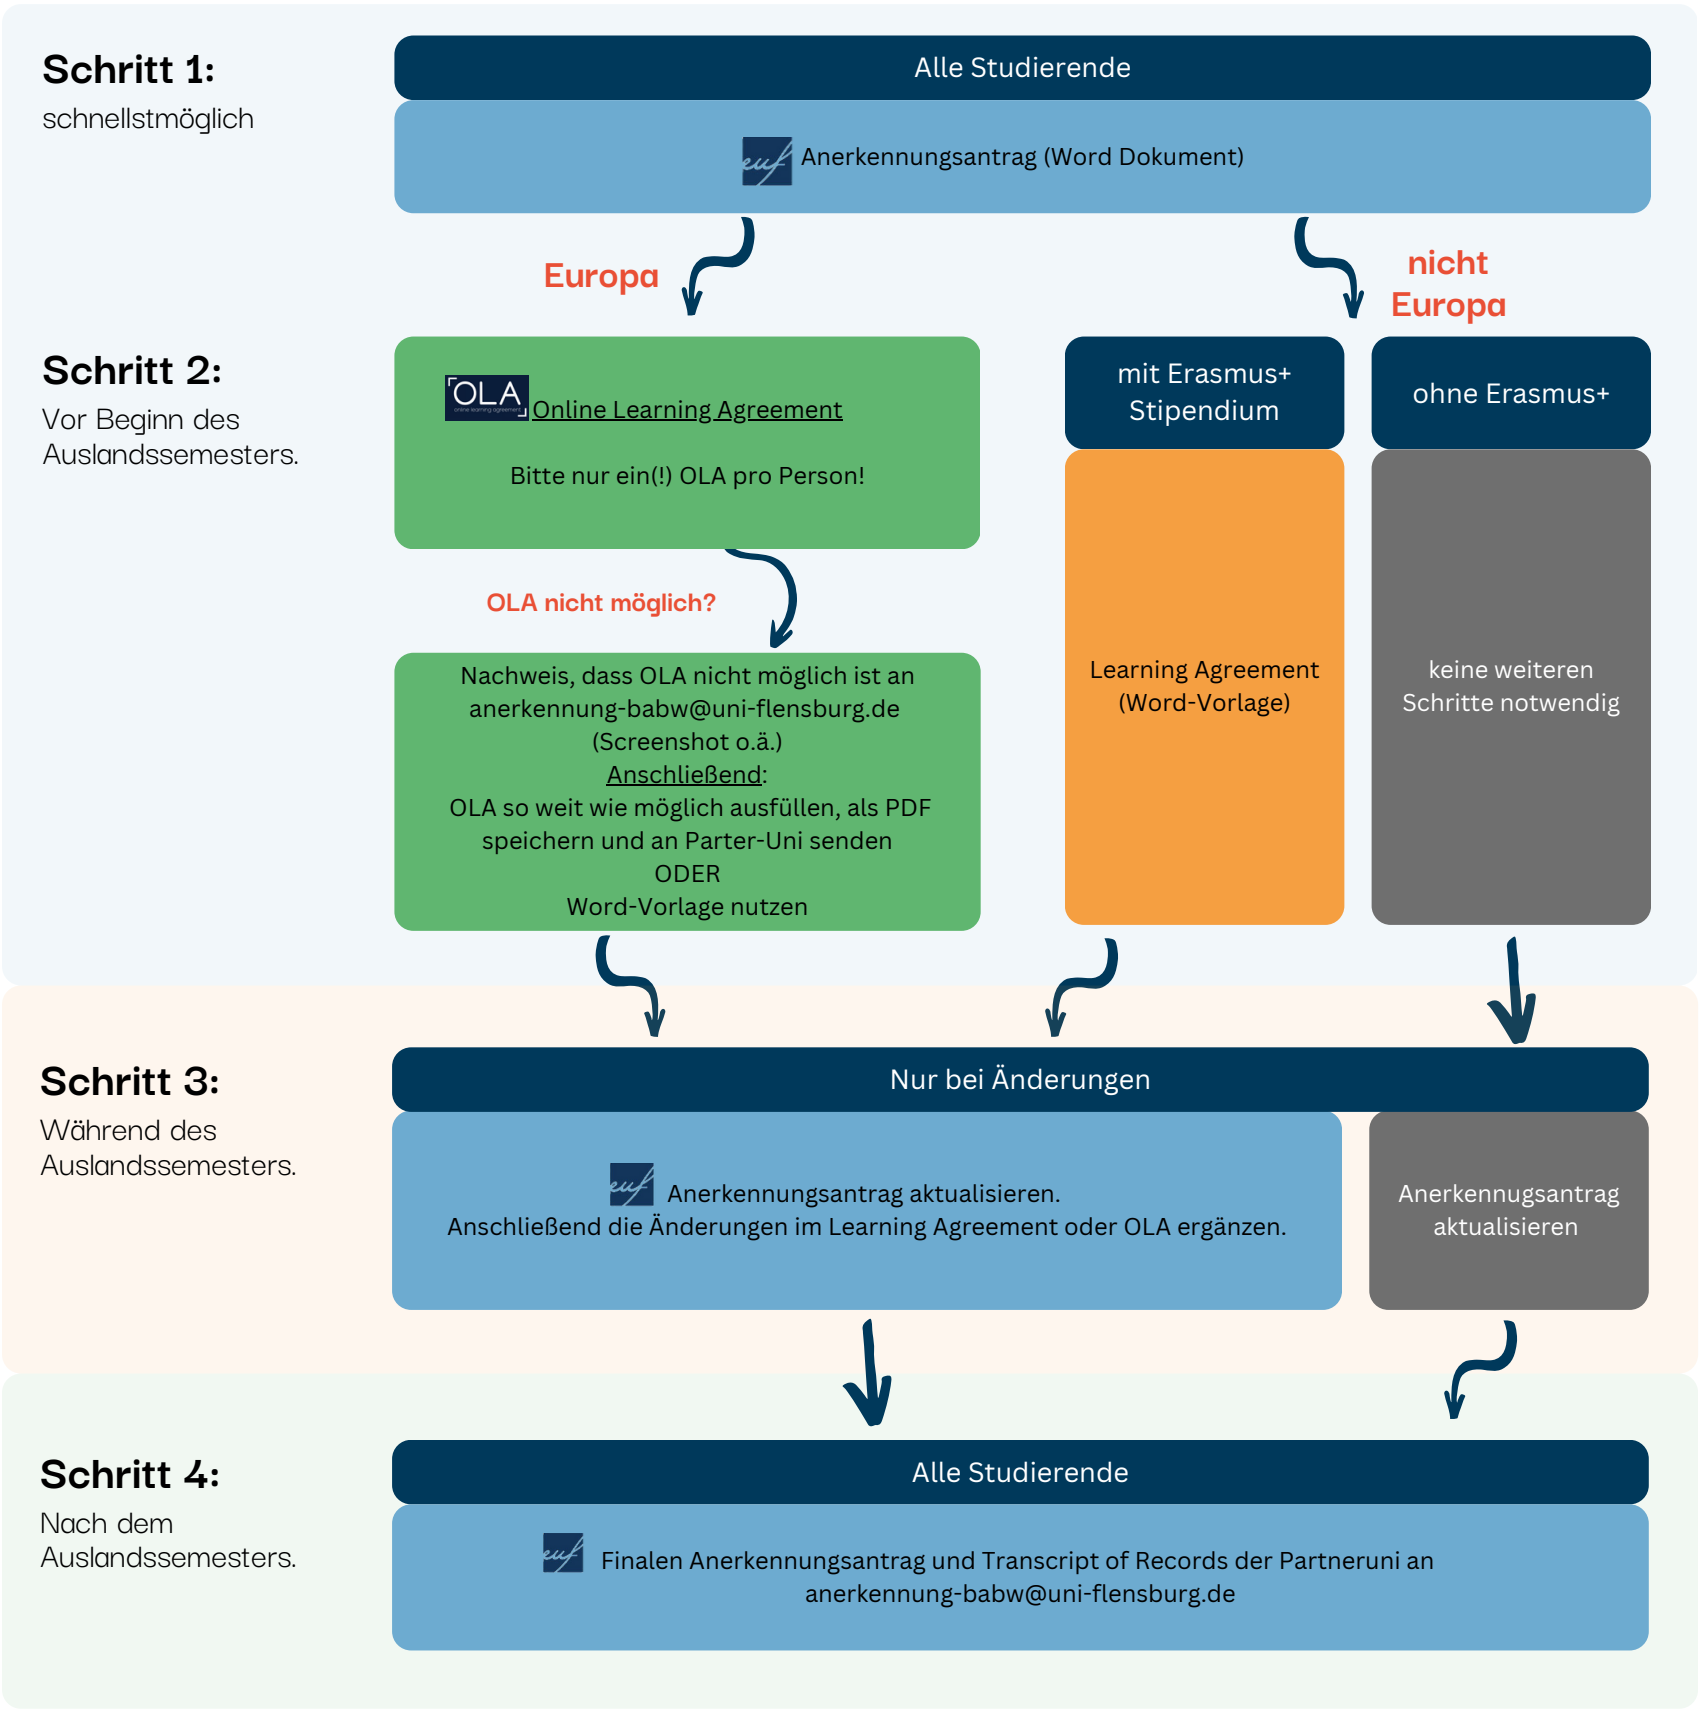 Schritt 1:
schnellstmöglich
Alle Studierende
euf
Anerkennungsantrag (Word Dokument)
Europa
nicht
Europa
Schritt 2:
Vor Beginn des
Auslandssemesters.
OLA
online learning agreement
Online Learning Agreement
Bitte nur ein(!) OLA pro Person!
OLA nicht möglich?
Nachweis, dass OLA nicht möglich ist an
anerkennung-babw@uni-flensburg.de
(Screenshot o.ä.)
Anschließend:
OLA so weit wie möglich ausfüllen, als PDF
speichern und an Parter-Uni senden
ODER
Word-Vorlage nutzen
mit Erasmus+
Stipendium
Learning Agreement
(Word-Vorlage)
ohne Erasmus+
keine weiteren
Schritte notwendig
Schritt 3:
Während des
Auslandssemesters.
Nur bei Änderungen
euf
Anerkennungsantrag aktualisieren.
Anschließend die Änderungen im Learning Agreement oder OLA ergänzen.
Anerkennugsantrag
aktualisieren
Schritt 4:
Nach dem
Auslandssemesters.
Alle Studierende
euf
Finalen Anerkennungsantrag und Transcript of Records der Partneruni an
anerkennung-babw@uni-flensburg.de